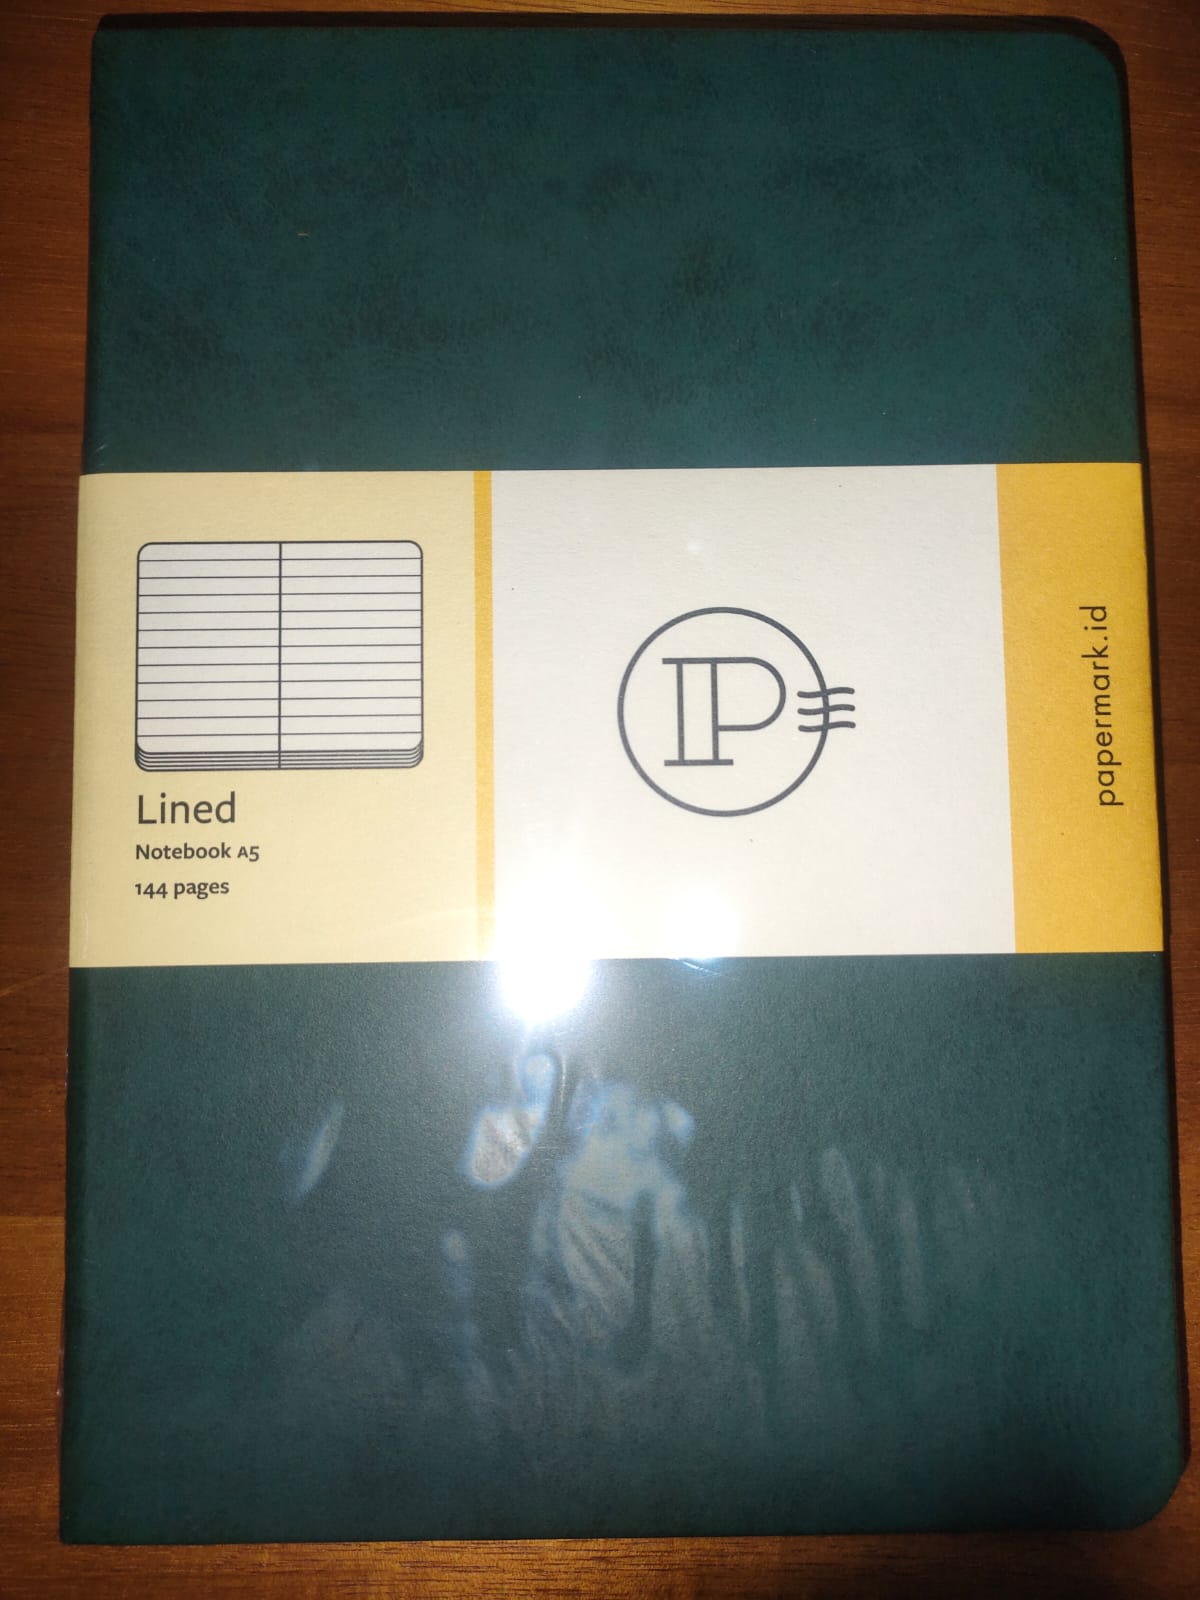 Lined
Notebook A5
144 pages
P
papermark.id